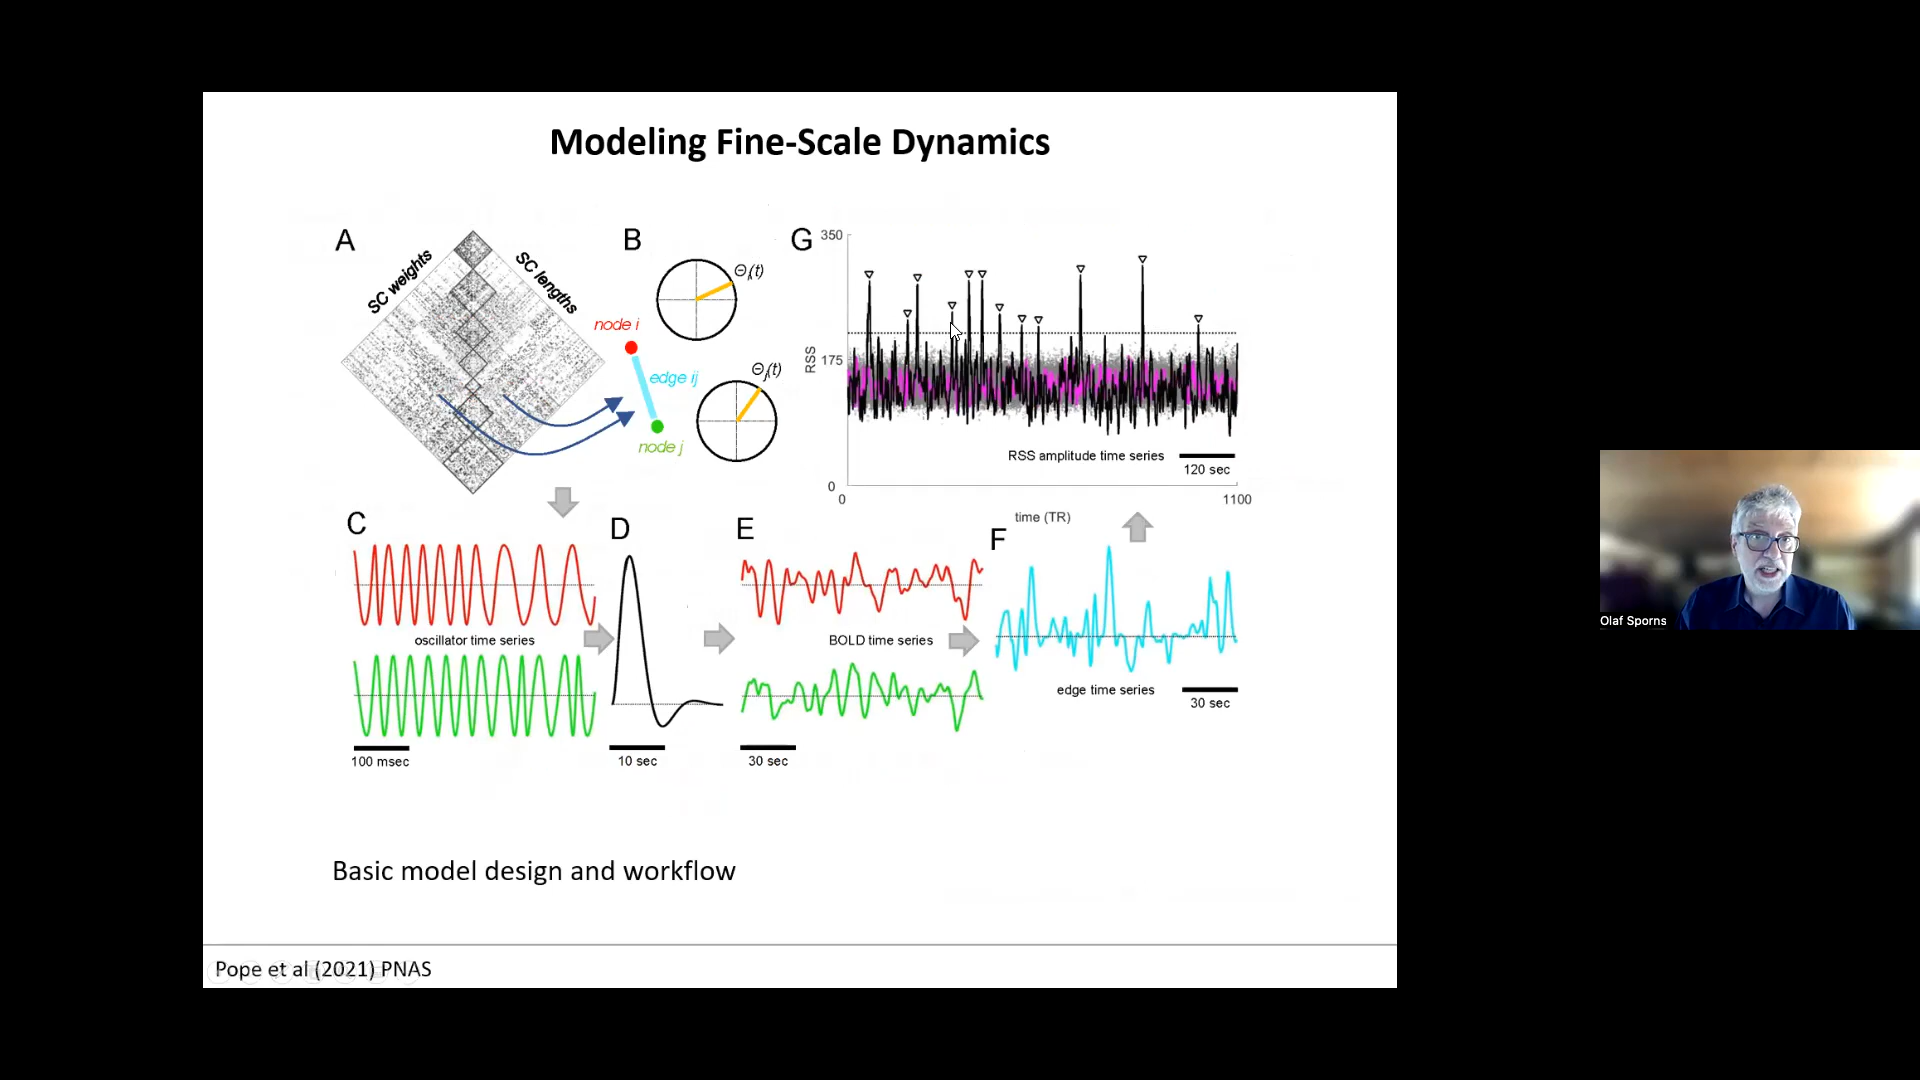 Modeling Fine-Scale Dynamics
A
SC weights
SC lengths
B
Θi(t)
node i
edge ij
Θj(t)
node j
G
350
RSS
175
RSS amplitude time series
120 sec
0
0
1100
time (TR)
C
oscillator time series
100 msec
D
10 sec
E
BOLD time series
30 sec
F
edge time series
30 sec
Basic model design and workflow
Pope et al (2021) PNAS
Olaf Sporns